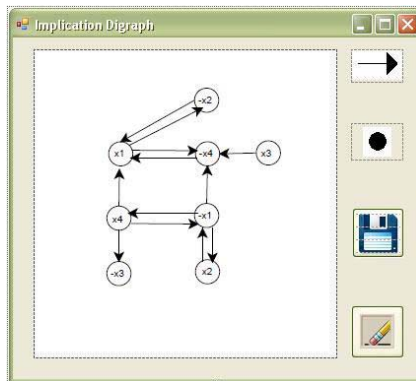 Implication Digraph
-x2
x1
-x4
x3
x4
-x1
-x3
x2